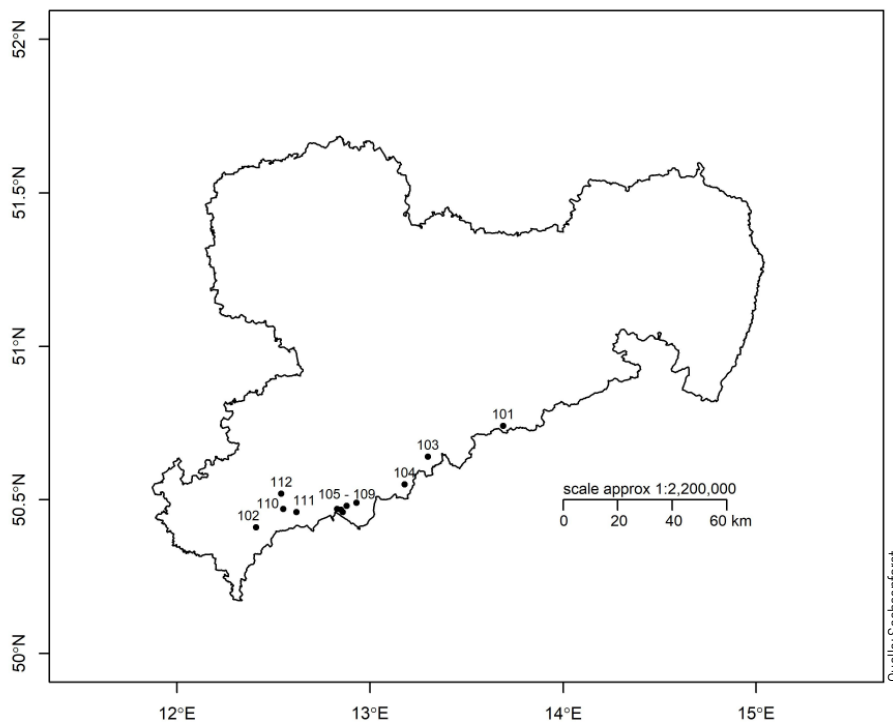 52°N
51.5°N
51°N
50.5°N
50°N
101
103
104
112
105 - 109
110
111
102
scale approx 1:2,200,000
0 20 40 60 km
12°E 13°E 14°E 15°E
Quelle: Sachsenforst